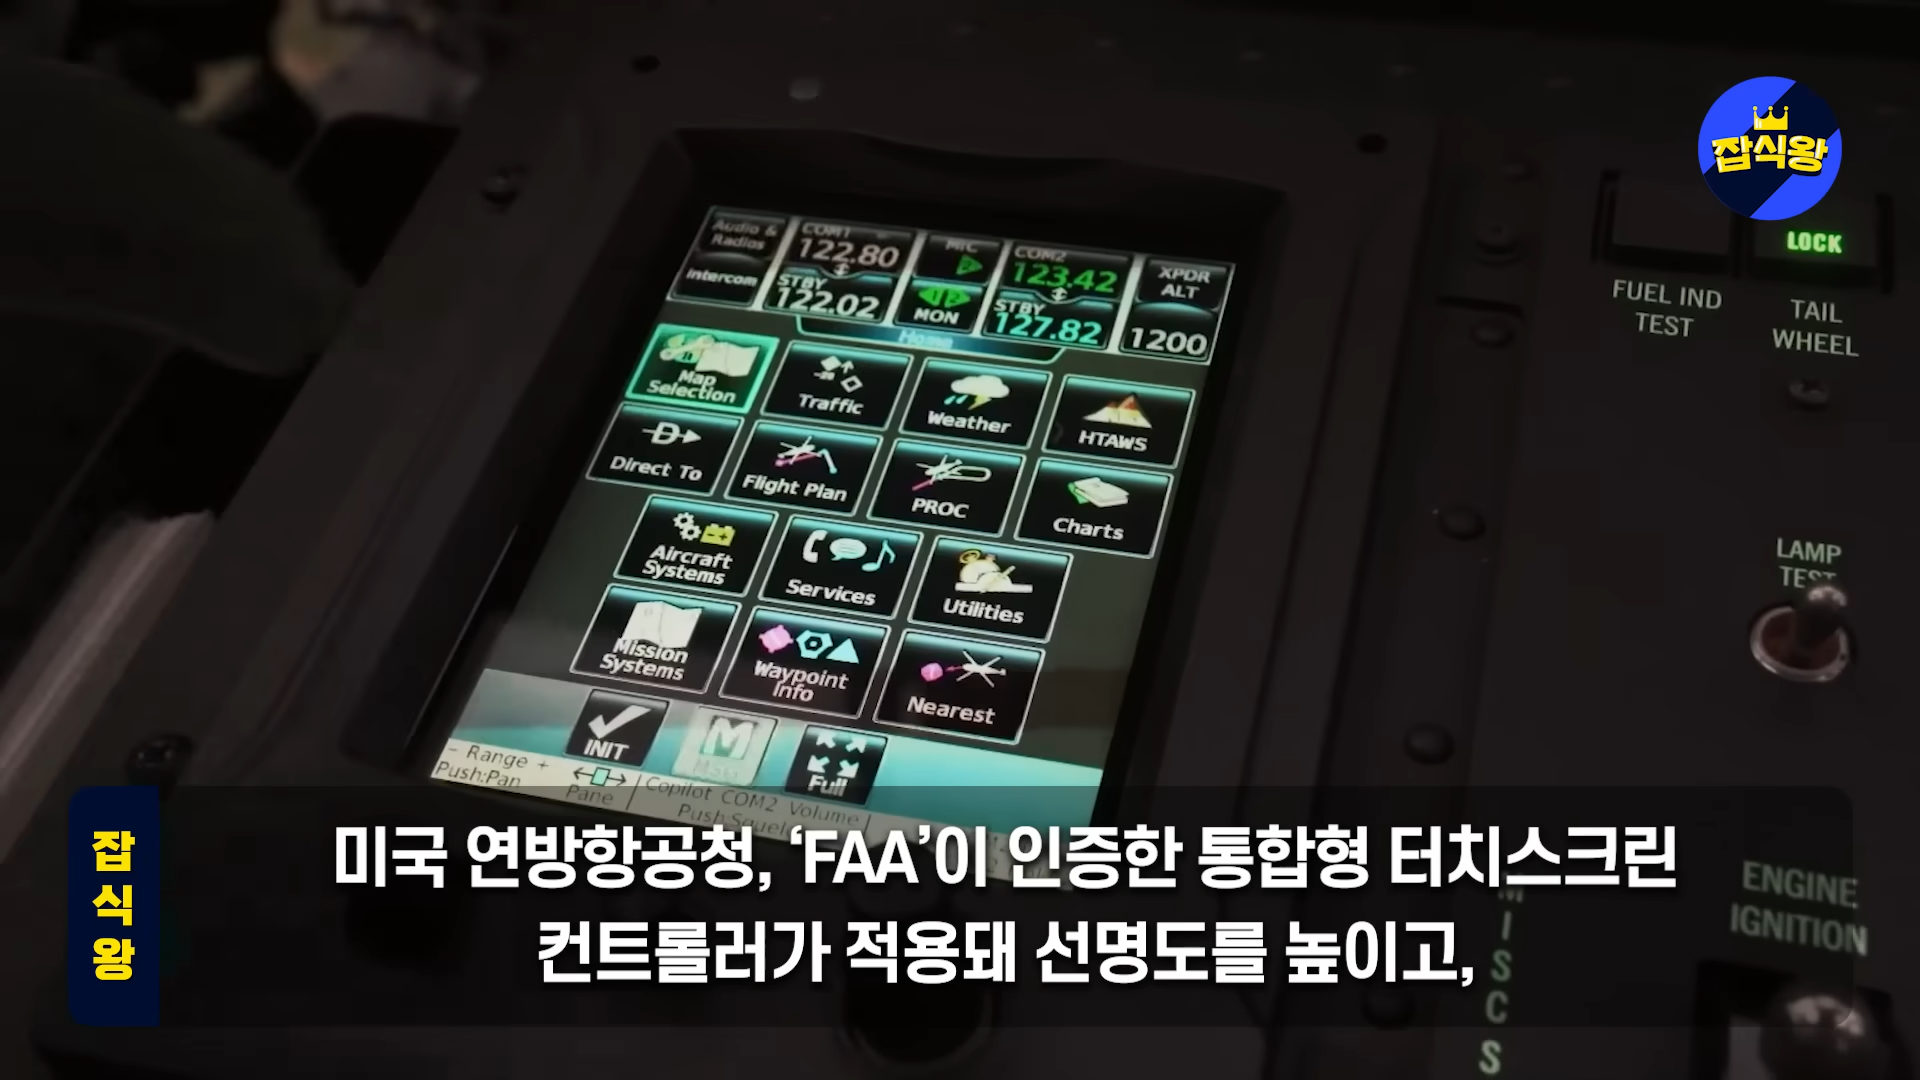 잡식왕
Audio &
Radios
Intercom
COM1
122.80
STBY
122.02
MIC
MON
COM2
123.42
STBY
127.82
XPDR
ALT
1200
Home
Map
Selection
Traffic
Weather
HTAWS
Direct To
Flight Plan
PROC
Charts
Aircraft
Systems
Services
Utilities
Mission
Systems
Waypoint
Info
Nearest
INIT
Full
- Range +
Push:Pan
Pane
Copilot COM2 Volume
LOCK
FUEL IND
TEST
TAIL
WHEEL
LAMP
TEST
ENGINE
IGNITION
잡식왕
미국 연방항공청, ‘FAA’이 인증한 통합형 터치스크린
컨트롤러가 적용돼 선명도를 높이고,